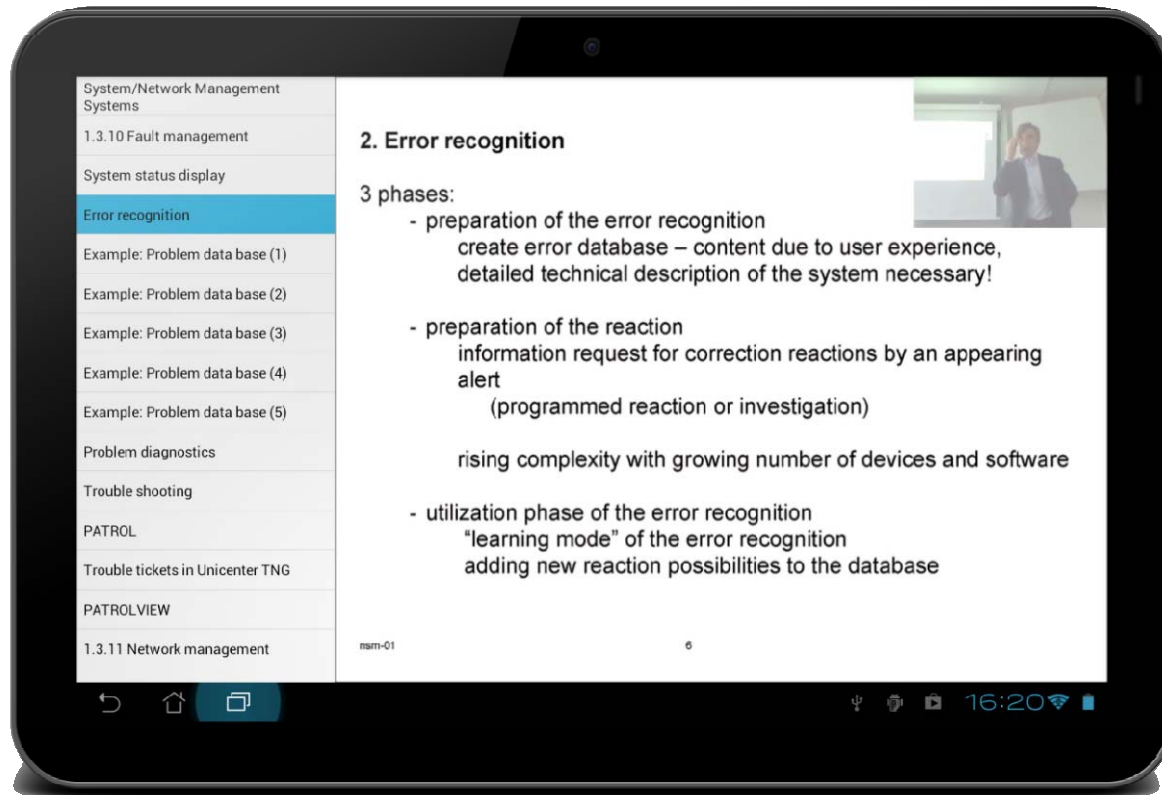 System/Network Management
Systems
1.3.10 Fault management
System status display
Error recognition
Example: Problem data base (1)
Example: Problem data base (2)
Example: Problem data base (3)
Example: Problem data base (4)
Example: Problem data base (5)
Problem diagnostics
Trouble shooting
PATROL
Trouble tickets in Unicenter TNG
PATROLVIEW
1.3.11 Network management
2. Error recognition
3 phases:
- preparation of the error recognition
create error database – content due to user experience,
detailed technical description of the system necessary!
- preparation of the reaction
information request for correction reactions by an appearing
alert
(programmed reaction or investigation)
rising complexity with growing number of devices and software
- utilization phase of the error recognition
“learning mode” of the error recognition
adding new reaction possibilities to the database
nsm-01
6
16:20